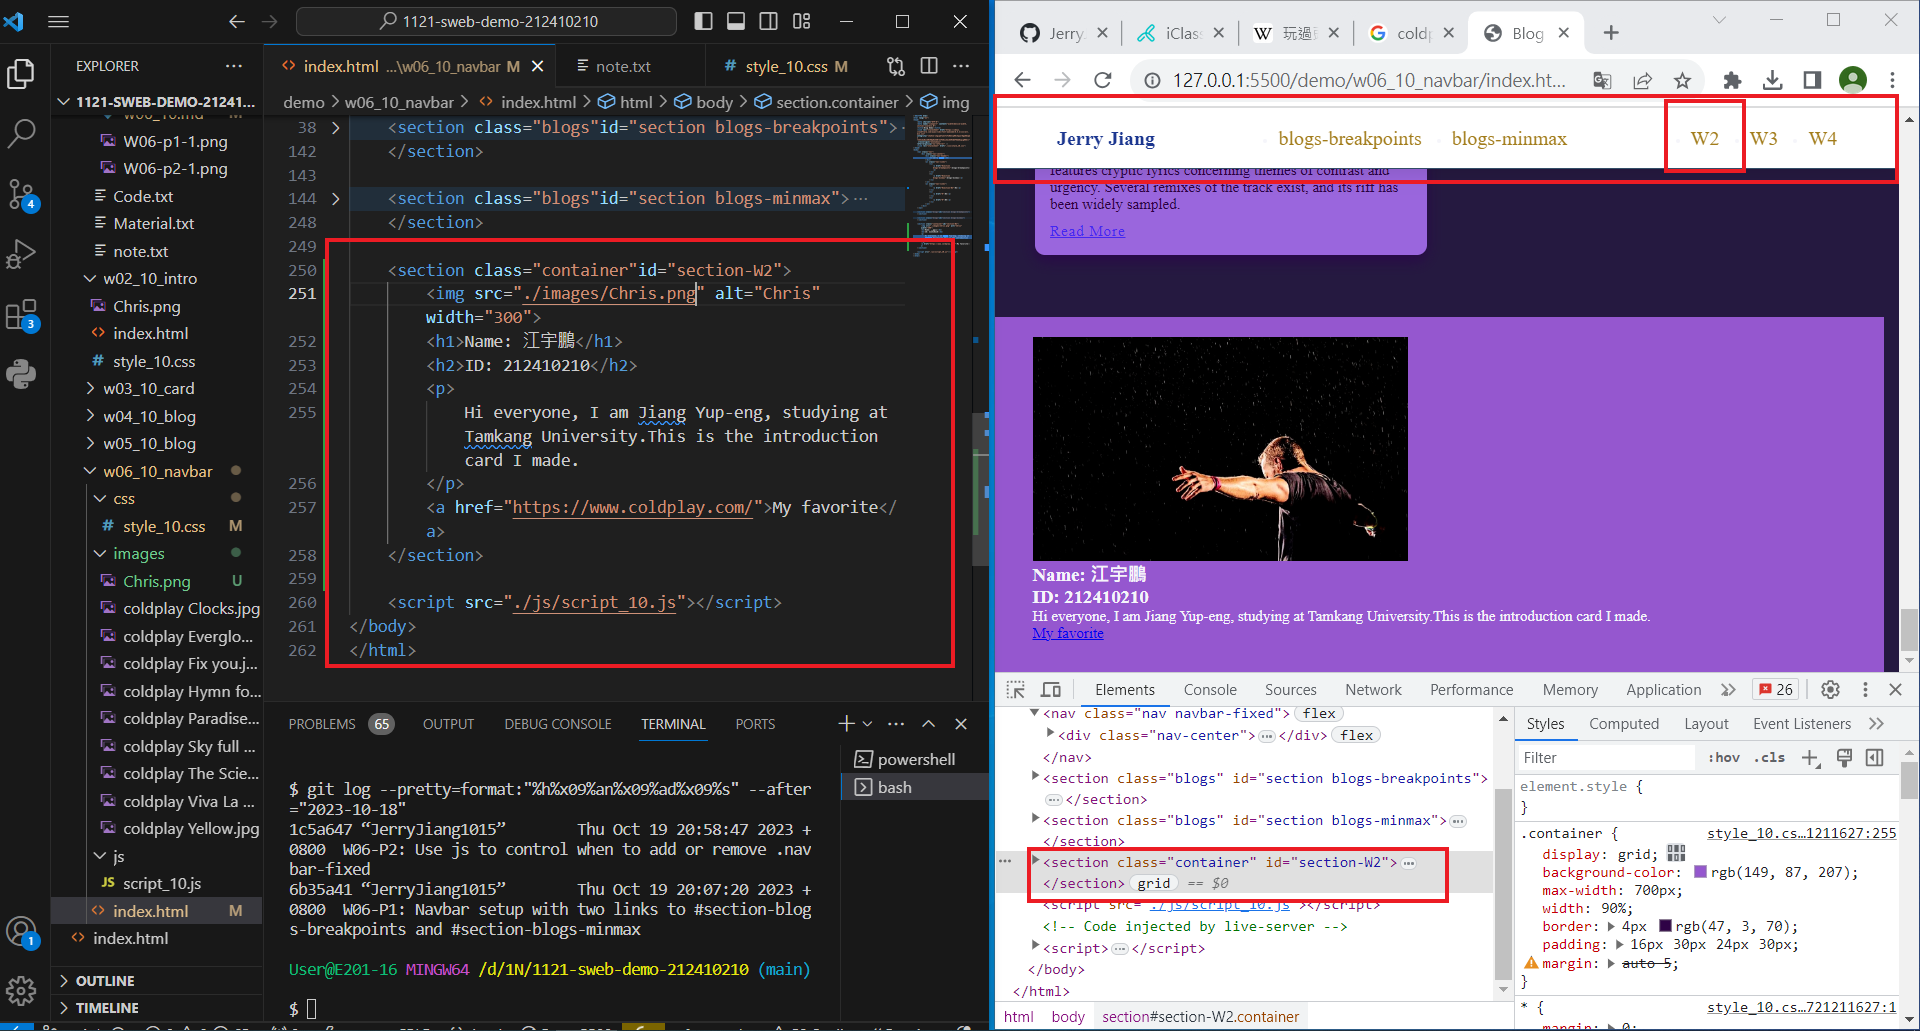 1121-sweb-demo-212410210
EXPLORER
1121-SWEB-DEMO-21241...
w06_10.md M
W06-p1-1.png
W06-p2-1.png
Code.txt
Material.txt
note.txt
w02_10_intro
Chris.png
index.html
style_10.css
w03_10_card
w04_10_blog
w05_10_blog
w06_10_navbar
css
style_10.css M
images
Chris.png U
coldplay Clocks.jpg
coldplay Everglo...
coldplay Fix you.j...
coldplay Hymn fo...
coldplay Paradise...
coldplay Sky full ...
coldplay The Scie...
coldplay Viva La ...
coldplay Yellow.jpg
js
script_10.js
index.html M
index.html
OUTLINE
TIMELINE
4
3
1
index.html ...\w06_10_navbar M
note.txt
style_10.css M
demo > w06_10_navbar > index.html > html > body > section.container > img
38 <section class="blogs"id="section blogs-breakpoints">
142 </section>
143
144 <section class="blogs"id="section blogs-minmax">...
248 </section>
249
250 <section class="container"id="section-W2">
251 <img src="./images/Chris.png" alt="Chris"
width="300">
252 <h1>Name: 江宇鵬</h1>
253 <h2>ID: 212410210</h2>
254 <p>
255 Hi everyone, I am Jiang Yup-eng, studying at
Tamkang University.This is the introduction
card I made.
256 </p>
257 <a href="https://www.coldplay.com/">My favorite</
a>
258 </section>
259
260 <script src="./js/script_10.js"></script>
261 </body>
262 </html>
PROBLEMS 65 OUTPUT DEBUG CONSOLE TERMINAL PORTS
powershell
bash
$ git log --pretty=format:"%h%x09%an%x09%ad%x09%s" --after
="2023-10-18"
1c5a647 “JerryJiang1015” Thu Oct 19 20:58:47 2023 +
0800 W06-P2: Use js to control when to add or remove .nav
bar-fixed
6b35a41 “JerryJiang1015” Thu Oct 19 20:07:20 2023 +
0800 W06-P1: Navbar setup with two links to #section-blog
s-breakpoints and #section-blogs-minmax
User@E201-16 MINGW64 /d/1N/1121-sweb-demo-212410210 (main)
$
Jerry
iClas
W 玩過
cold
Blog
127.0.0.1:5500/demo/w06_10_navbar/index.ht...
Jerry Jiang blogs-breakpoints blogs-minmax W2 W3 W4
features cryptic lyrics concerning themes of contrast and
urgency. Several remixes of the track exist, and its riff has
been widely sampled.
Read More
Name: 江宇鵬
ID: 212410210
Hi everyone, I am Jiang Yup-eng, studying at Tamkang University.This is the introduction card I made.
My favorite
Elements Console Sources Network Performance Memory Application 26
<nav class="nav navbar-fixed"> flex
<div class="nav-center">...</div> flex
</nav>
<section class="blogs" id="section blogs-breakpoints">
...</section>
<section class="blogs" id="section blogs-minmax">...
</section>
<section class="container" id="section-W2">...
</section> grid == $0
<script src="./js/script_10.js"></script>
<!-- Code injected by live-server -->
<script>...</script>
</body>
</html>
html body section#section-W2.container
Styles Computed Layout Event Listeners
Filter :hov .cls
element.style {
}
.container { style_10.cs...1211627:255
display: grid;
background-color: rgb(149, 87, 207);
max-width: 700px;
width: 90%;
border: 4px rgb(47, 3, 70);
padding: 16px 30px 24px 30px;
margin: auto 5;
}
* { style_10.cs...721211627:1
margin: 0;